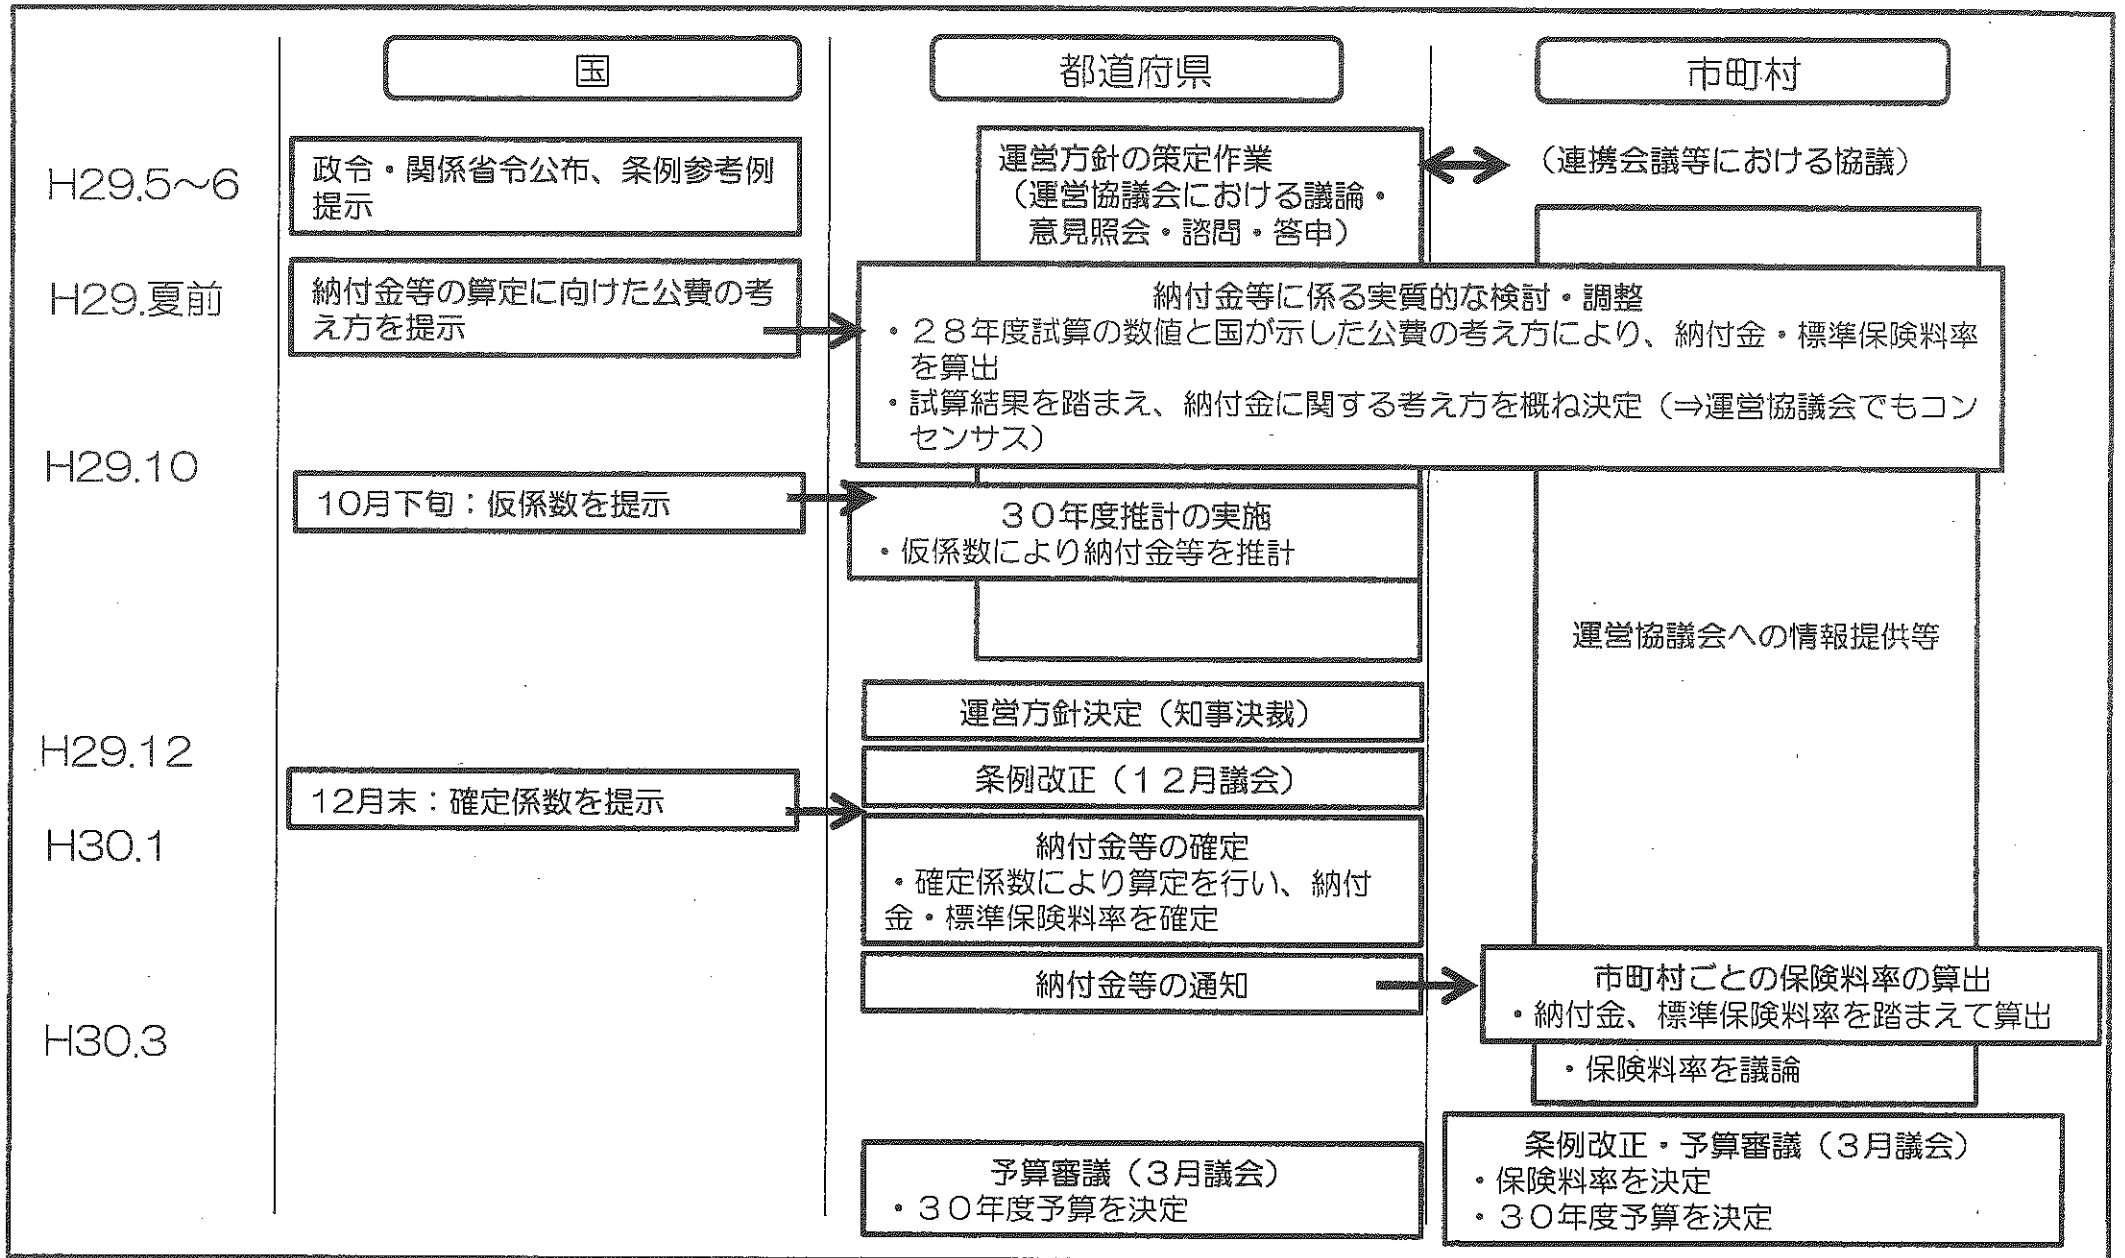 国
都道府県
市町村
H29.5～6
政令・関係省令公布、条例参考例
提示
運営方針の策定作業
（運営協議会における議論・
意見照会・諮問・答申）
（連携会議等における協議）
H29.夏前
納付金等の算定に向けた公費の考
え方を提示
納付金等に係る実質的な検討・調整
・２８年度試算の数値と国が示した公費の考え方により、納付金・標準保険料率
を算出
・試算結果を踏まえ、納付金に関する考え方を概ね決定（⇒運営協議会でもコン
センサス）
H29.10
10月下旬：仮係数を提示
３０年度推計の実施
・仮係数により納付金等を推計
運営協議会への情報提供等
運営方針決定（知事決裁）
H29.12
条例改正（１２月議会）
12月末：確定係数を提示
H30.1
納付金等の確定
・確定係数により算定を行い、納付
金・標準保険料率を確定
納付金等の通知
市町村ごとの保険料率の算出
・納付金、標準保険料率を踏まえて算出
H30.3
・保険料率を議論
予算審議（３月議会）
・３０年度予算を決定
条例改正・予算審議（３月議会）
・保険料率を決定
・３０年度予算を決定